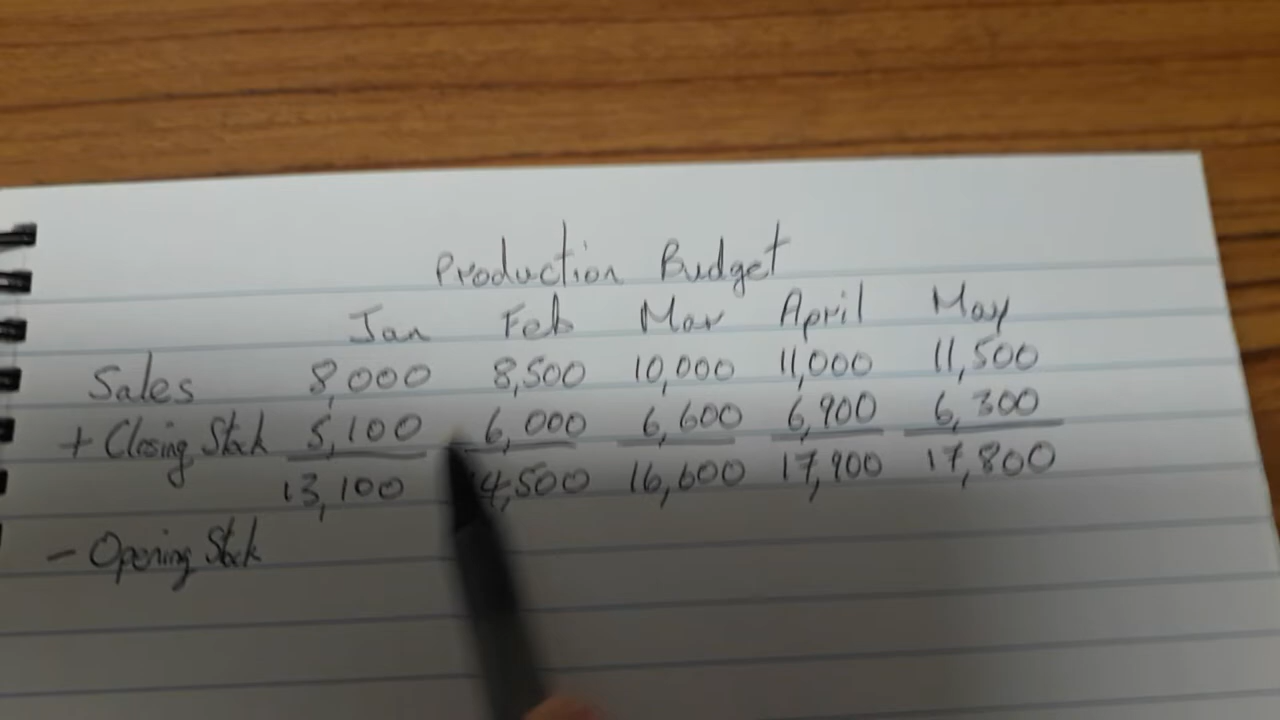 Production Budget
Jan Feb Mar April May
Sales 8,000 8,500 10,000 11,000 11,500
+ Closing Stock 5,100 6,000 6,600 6,900 6,300
13,100 4,500 16,600 17,900 17,800
- Opening Stock